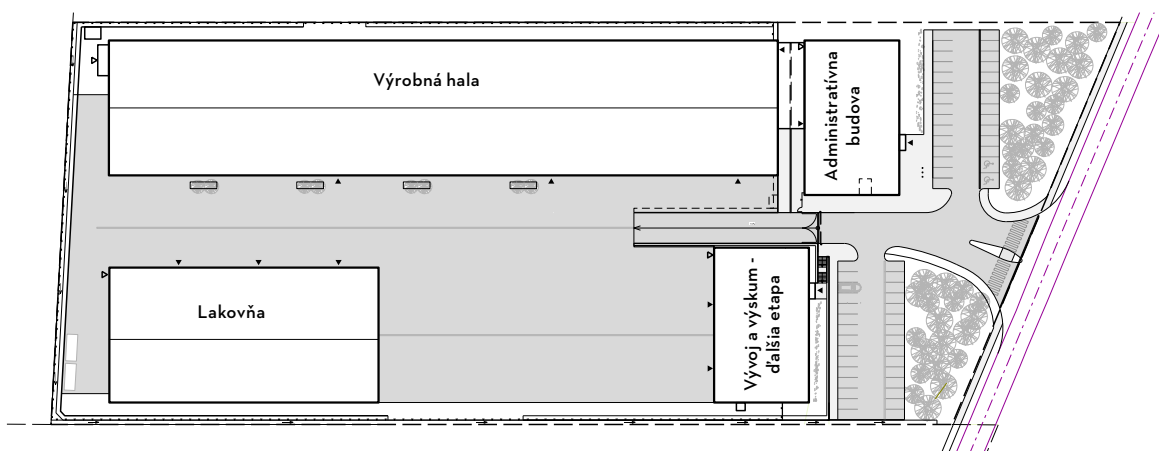 Výrobná hala
Administratívna
budova
Lakovňa
Vývoj a výskum -
ďalšia etapa